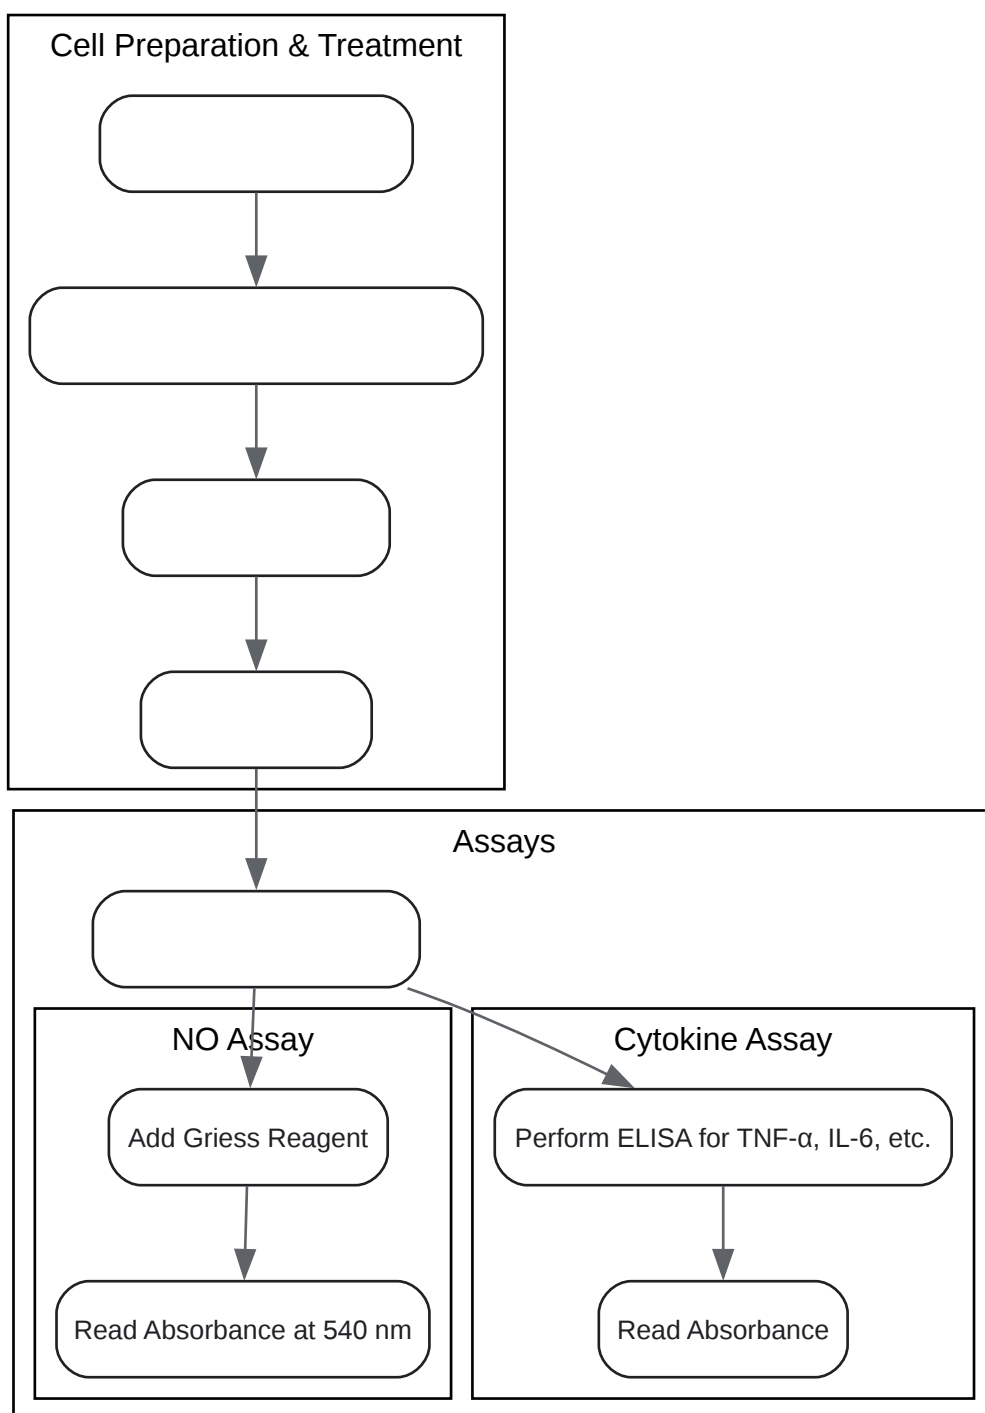 Cell Preparation & Treatment
Assays
NO Assay
Cytokine Assay
Add Griess Reagent
Perform ELISA for TNF-α, IL-6, etc.
Read Absorbance at 540 nm
Read Absorbance